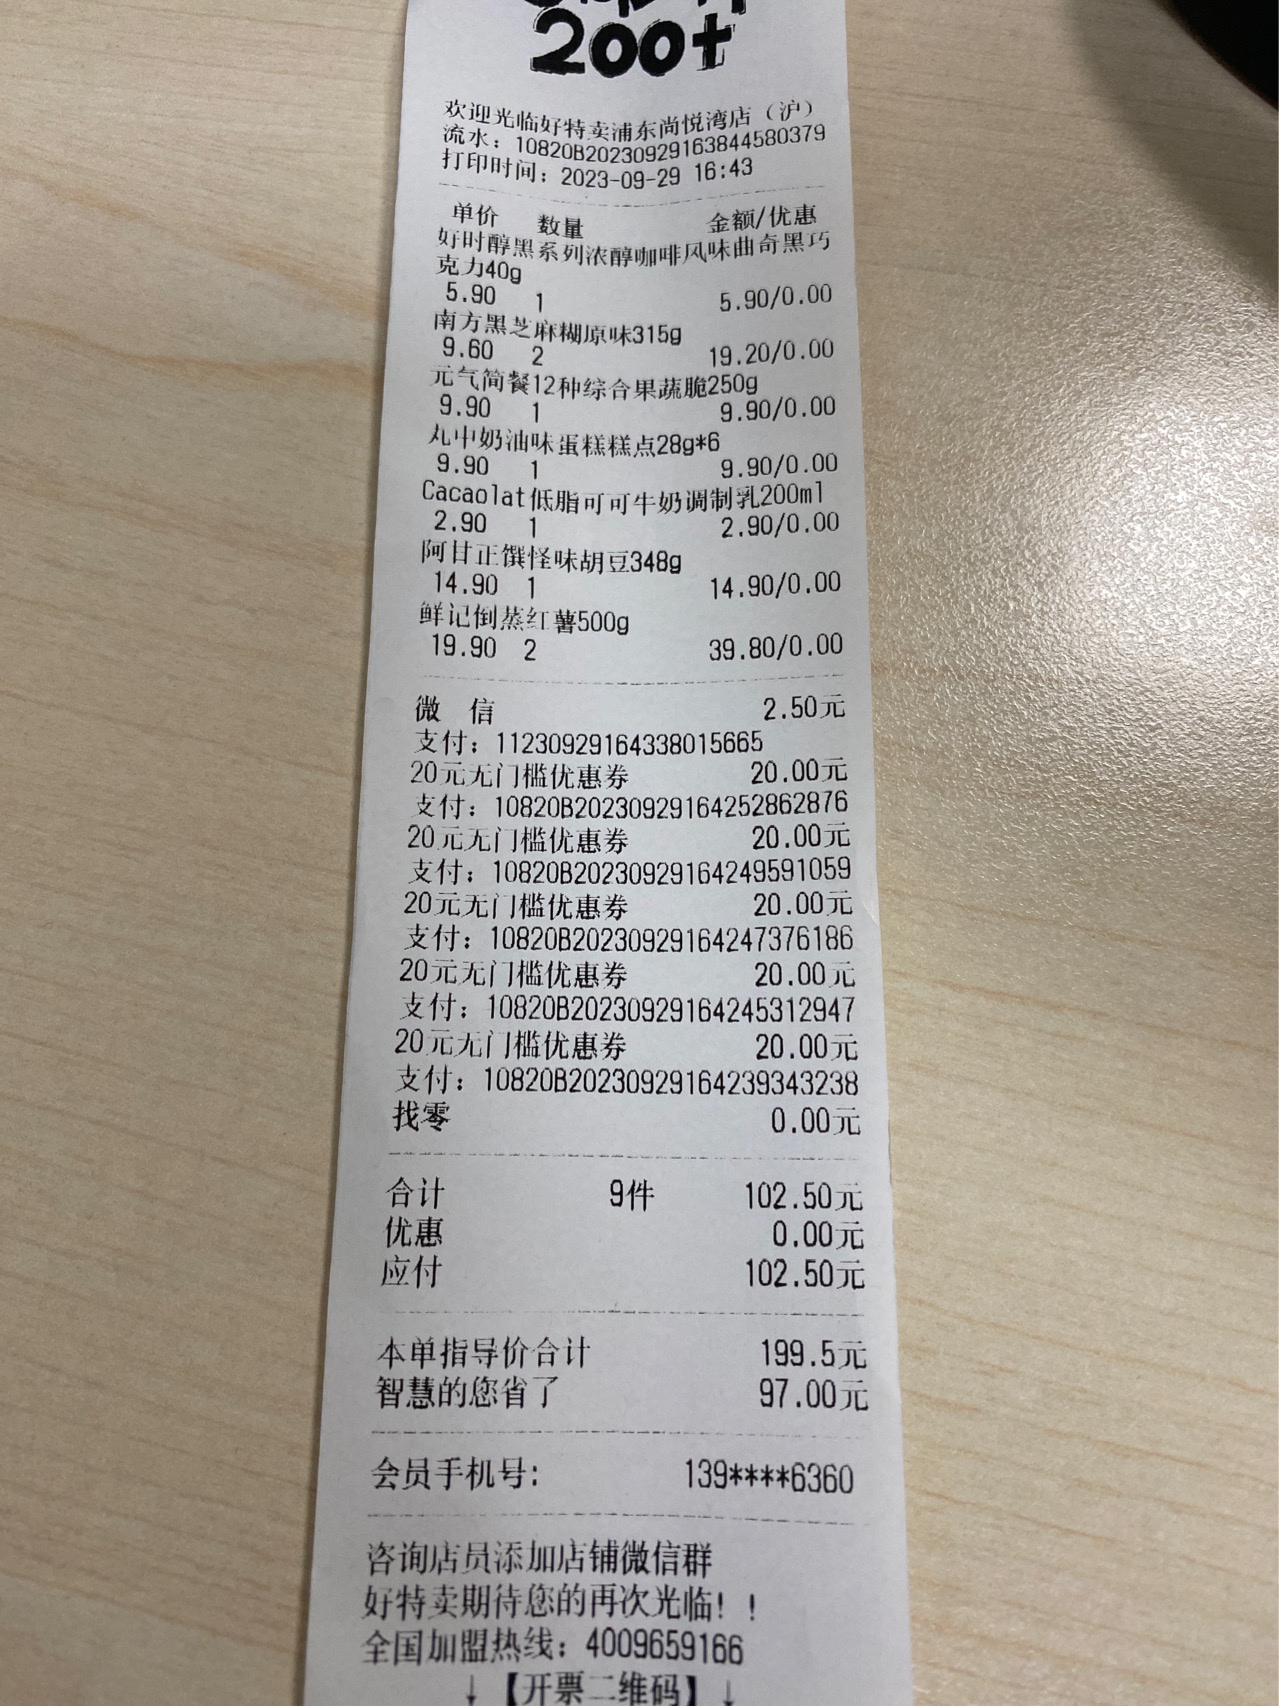 200+
欢迎光临好特卖浦东尚悦湾店（沪）
流水：10820B20230929163844580379
打印时间：2023-09-29 16:43
单价 数量 金额/优惠
好时醇黑系列浓醇咖啡风味曲奇黑巧
克力40g
5.90 1 5.90/0.00
南方黑芝麻糊原味315g
9.60 2 19.20/0.00
元气简餐12种综合果蔬脆250g
9.90 1 9.90/0.00
丸中奶油味蛋糕糕点28g*6
9.90 1 9.90/0.00
Cacaolat低脂可可牛奶调制乳200ml
2.90 1 2.90/0.00
阿甘正馔怪味胡豆348g
14.90 1 14.90/0.00
鲜记倒蒸红薯500g
19.90 2 39.80/0.00
微 信 2.50元
支付：11230929164338015665
20元无门槛优惠券 20.00元
支付：10820B20230929164252862876
20元无门槛优惠券 20.00元
支付：10820B20230929164249591059
20元无门槛优惠券 20.00元
支付：10820B20230929164247376186
20元无门槛优惠券 20.00元
支付：10820B20230929164245312947
20元无门槛优惠券 20.00元
支付：10820B20230929164239343238
找零 0.00元
合计 9件 102.50元
优惠 0.00元
应付 102.50元
本单指导价合计 199.5元
智慧的您省了 97.00元
会员手机号: 139****6360
咨询店员添加店铺微信群
好特卖期待您的再次光临！！
全国加盟热线：4009659166
↓【开票二维码】↓